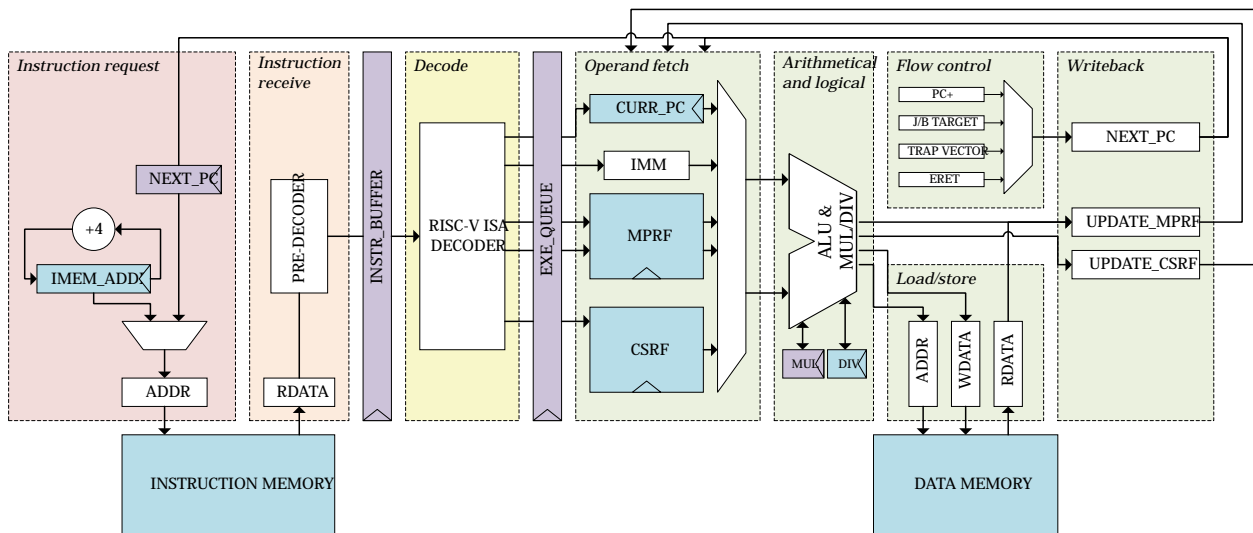 Instruction request
NEXT_PC
+4
IMEM_ADDR
ADDR
Instruction
receive
PRE-DECODER
RDATA
INSTRUCTION MEMORY
INSTR_BUFFER
Decode
RISC-V ISA
DECODER
EXE_QUEUE
Operand fetch
CURR_PC
IMM
MPRF
CSRF
Arithmetical
and logical
ALU &
MUL/DIV
MUL
DIV
Flow control
PC+
J/B TARGET
TRAP VECTOR
ERET
Load/store
ADDR
WDATA
RDATA
DATA MEMORY
Writeback
NEXT_PC
UPDATE_MPRF
UPDATE_CSRF